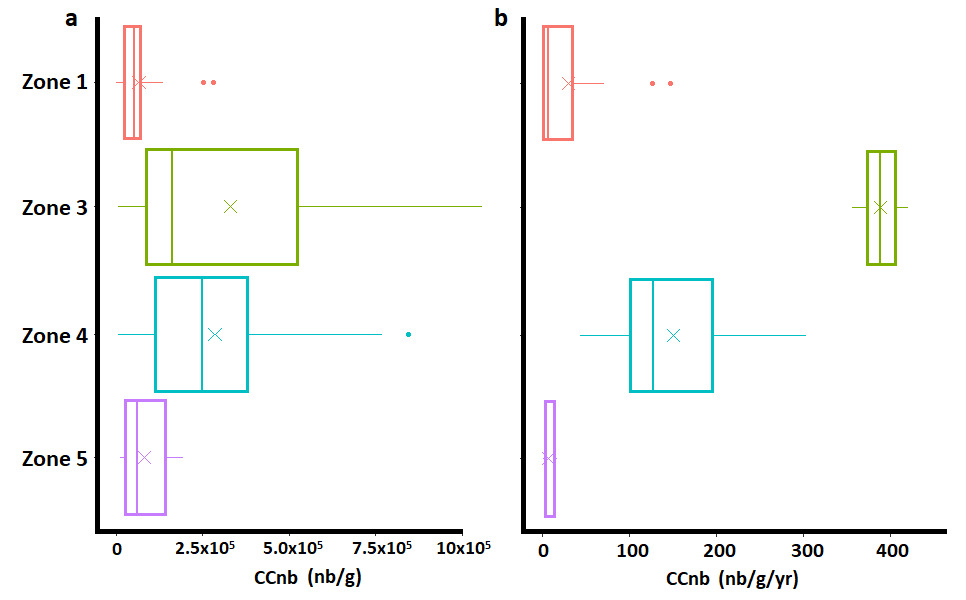 a
b
Zone 1
Zone 3
Zone 4
Zone 5
0 2.5x10⁵ 5.0x10⁵ 7.5x10⁵ 10x10⁵
0 100 200 300 400
CCnb (nb/g)
CCnb (nb/g/yr)